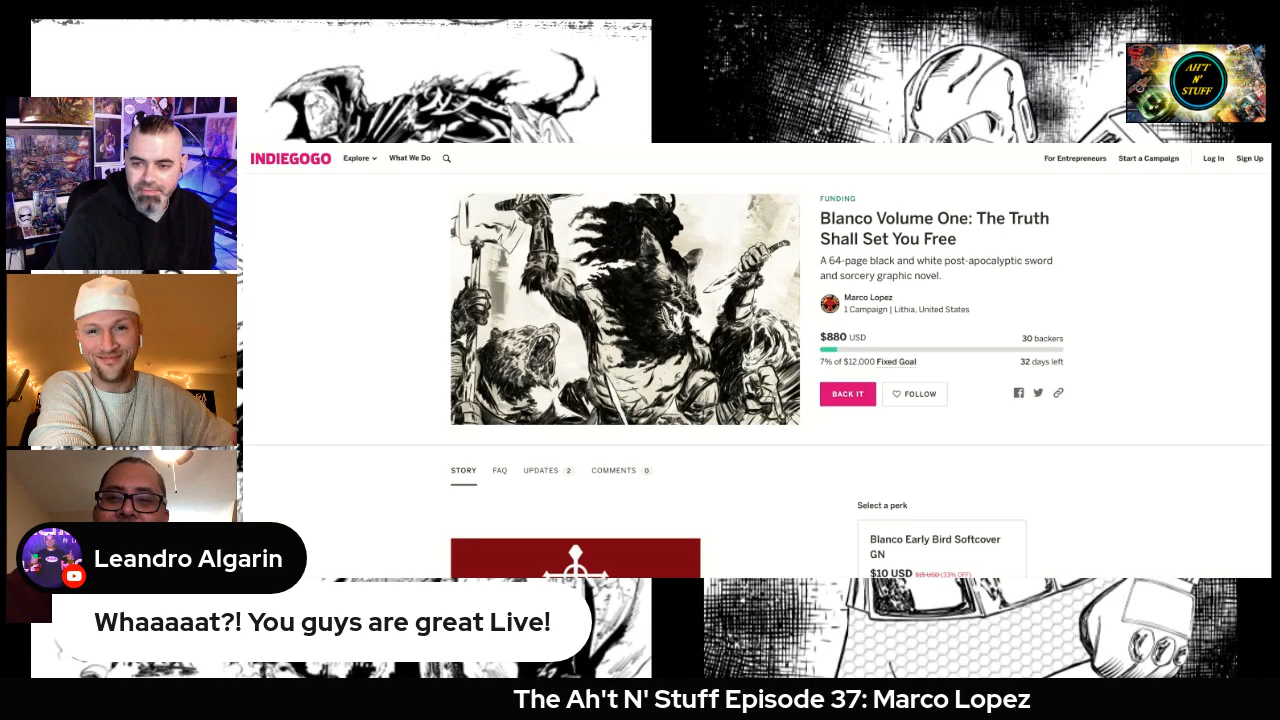 AH'T
N'
STUFF
INDIEGOGO
Explore
What We Do
For Entrepreneurs
Start a Campaign
Log In
Sign Up
FUNDING
Blanco Volume One: The Truth
Shall Set You Free
A 64-page black and white post-apocalyptic sword
and sorcery graphic novel.
Marco Lopez
1 Campaign | Lithia, United States
$880 USD
30 backers
7% of $12,000 Fixed Goal
32 days left
BACK IT
FOLLOW
STORY
FAQ
UPDATES 2
COMMENTS 0
Select a perk
Blanco Early Bird Softcover
GN
$10 USD $15 USD (33% OFF)
Leandro Algarin
Whaaaaat?! You guys are great Live!
The Ah't N' Stuff Episode 37: Marco Lopez